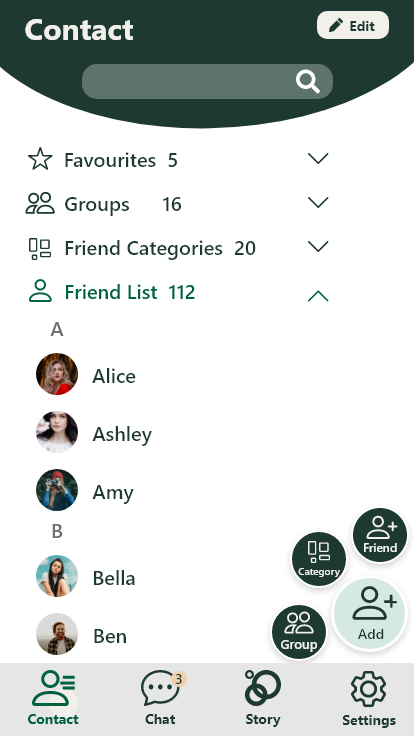 Contact
Edit
Favourites 5
Groups 16
Friend Categories 20
Friend List 112
A
Alice
Ashley
Amy
B
Bella
Ben
Friend
Category
Add
Group
Contact
Chat
3
Story
Settings